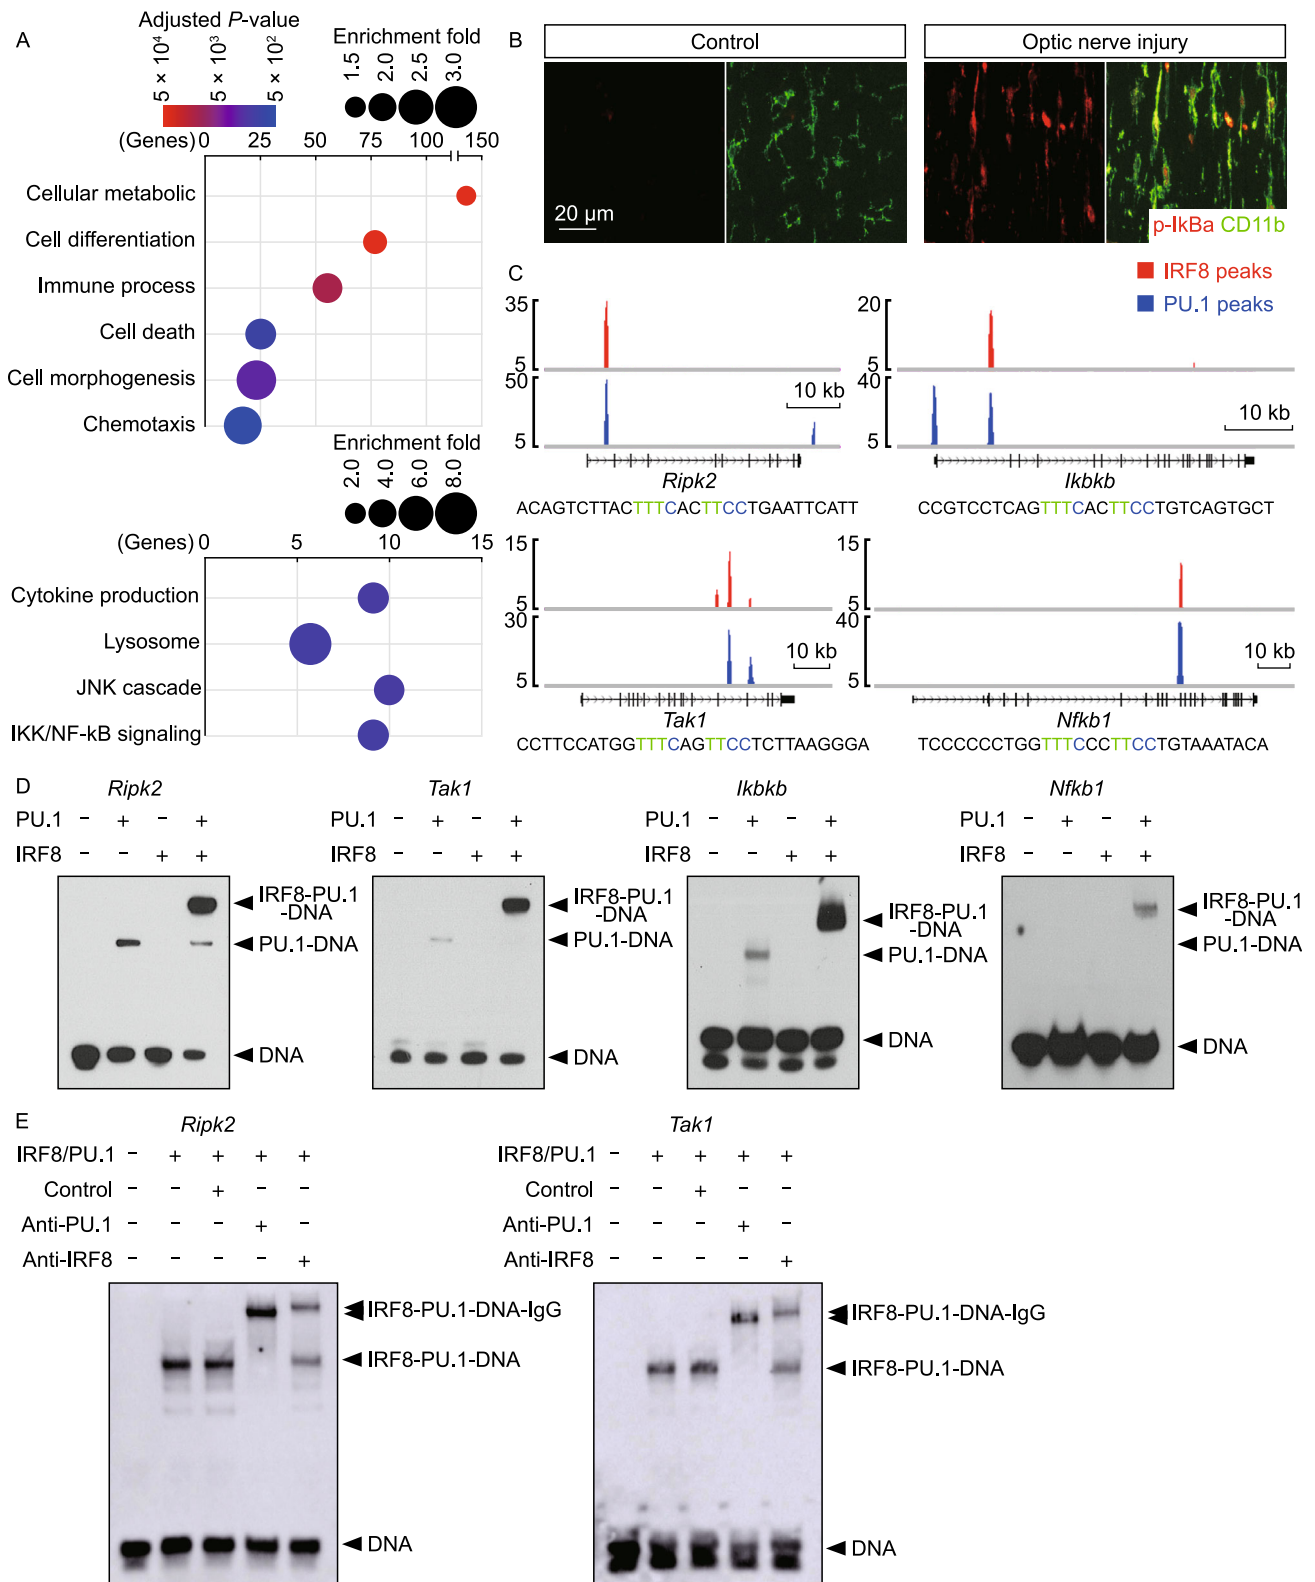 A
Adjusted P-value
5 × 10⁴ 5 × 10³ 5 × 10²
Enrichment fold
1.5 2.0 2.5 3.0
(Genes) 0 25 50 75 100 150
Cellular metabolic
Cell differentiation
Immune process
Cell death
Cell morphogenesis
Chemotaxis
Enrichment fold
2.0 4.0 6.0 8.0
(Genes) 0 5 10 15
Cytokine production
Lysosome
JNK cascade
IKK/NF-kB signaling
B
Control
Optic nerve injury
20 µm
p-IkBa CD11b
C
IRF8 peaks
PU.1 peaks
35
5
50
5
10 kb
Ripk2
ACAGTCTTACTTTCACTTCCTGAATTCATT
20
5
40
5
10 kb
Ikbkb
CCGTCCTCAGTTTCACTTCCTGTCAGTGCT
15
5
30
5
10 kb
Tak1
CCTTCCATGGTTTCAGTTCCTCTTAAGGGA
15
5
40
5
10 kb
Nfkb1
TCCCCCCTGGTTTCCCTTCCTGTAAATACA
D
Ripk2
PU.1 − + − +
IRF8 − − + +
IRF8-PU.1
-DNA
PU.1-DNA
DNA
Tak1
PU.1 − + − +
IRF8 − − + +
IRF8-PU.1
-DNA
PU.1-DNA
DNA
Ikbkb
PU.1 − + − +
IRF8 − − + +
IRF8-PU.1
-DNA
PU.1-DNA
DNA
Nfkb1
PU.1 − + − +
IRF8 − − + +
IRF8-PU.1
-DNA
PU.1-DNA
DNA
E
Ripk2
IRF8/PU.1 − + + + +
Control − − + − −
Anti-PU.1 − − − + −
Anti-IRF8 − − − − +
IRF8-PU.1-DNA-IgG
IRF8-PU.1-DNA
DNA
Tak1
IRF8/PU.1 − + + + +
Control − − + − −
Anti-PU.1 − − − + −
Anti-IRF8 − − − − +
IRF8-PU.1-DNA-IgG
IRF8-PU.1-DNA
DNA